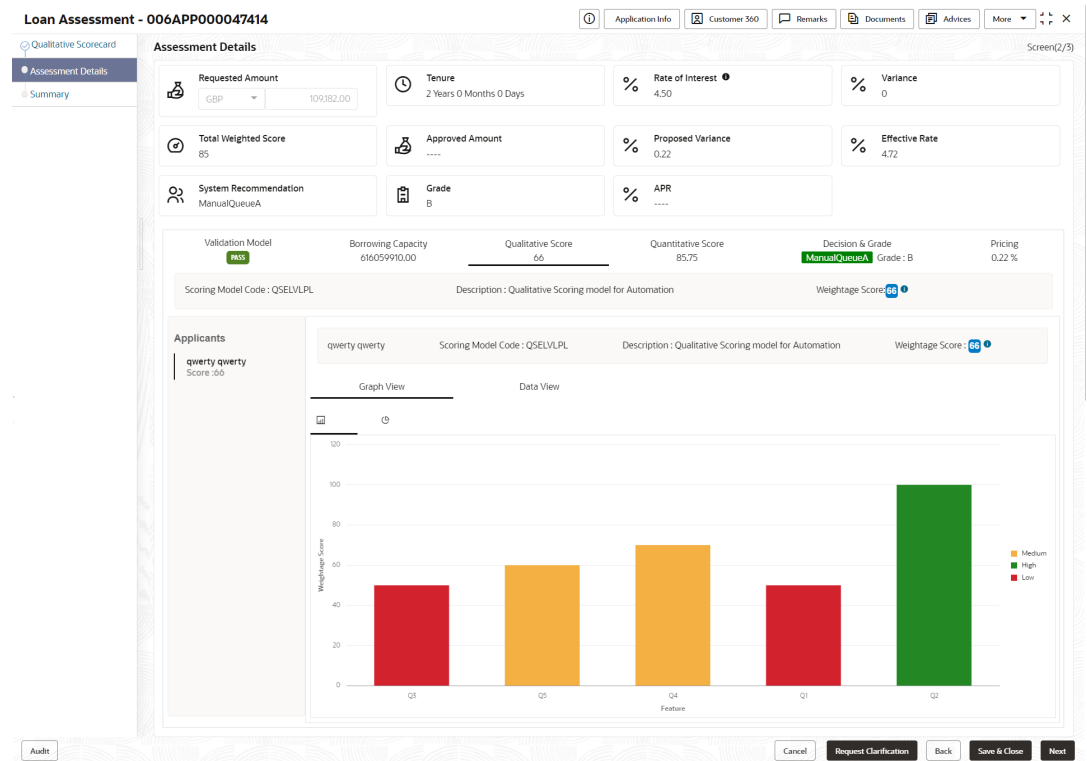 Loan Assessment - 006APP000047414
Application Info
Customer 360
Remarks
Documents
Advices
More
Qualitative Scorecard
Assessment Details
Summary
Assessment Details
Screen(2/3)
Requested Amount
GBP
109,182.00
Tenure
2 Years 0 Months 0 Days
Rate of Interest
4.50
Variance
0
Total Weighted Score
85
Approved Amount
----
Proposed Variance
0.22
Effective Rate
4.72
System Recommendation
ManualQueueA
Grade
B
APR
----
Validation Model
PASS
Borrowing Capacity
616059910.00
Qualitative Score
66
Quantitative Score
85.75
Decision & Grade
ManualQueueA Grade : B
Pricing
0.22 %
Scoring Model Code : QSELVLPL
Description : Qualitative Scoring model for Automation
Weightage Score: 66
Applicants
qwerty qwerty
Score :66
qwerty qwerty
Scoring Model Code : QSELVLPL
Description : Qualitative Scoring model for Automation
Weightage Score : 66
Graph View
Data View
120
100
80
60
40
20
0
Weightage Score
Q3
Q5
Q4
Q1
Q2
Feature
Medium
High
Low
Audit
Cancel
Request Clarification
Back
Save & Close
Next